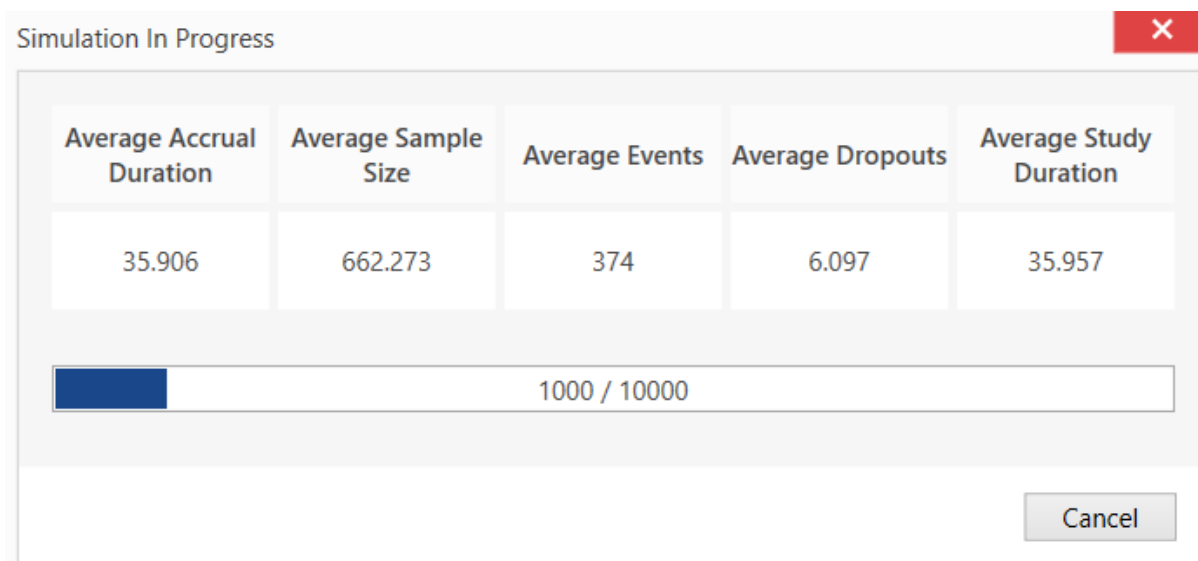 Simulation In Progress
Average Accrual
Duration
Average Sample
Size
Average Events
Average Dropouts
Average Study
Duration
35.906
662.273
374
6.097
35.957
1000 / 10000
Cancel